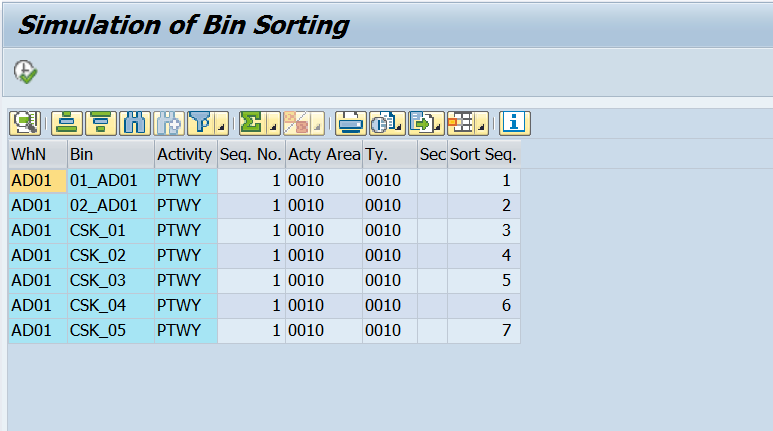 Simulation of Bin Sorting
WhN Bin Activity Seq. No. Acty Area Ty. Sec Sort Seq.
AD01 01_AD01 PTWY 1 0010 0010 1
AD01 02_AD01 PTWY 1 0010 0010 2
AD01 CSK_01 PTWY 1 0010 0010 3
AD01 CSK_02 PTWY 1 0010 0010 4
AD01 CSK_03 PTWY 1 0010 0010 5
AD01 CSK_04 PTWY 1 0010 0010 6
AD01 CSK_05 PTWY 1 0010 0010 7